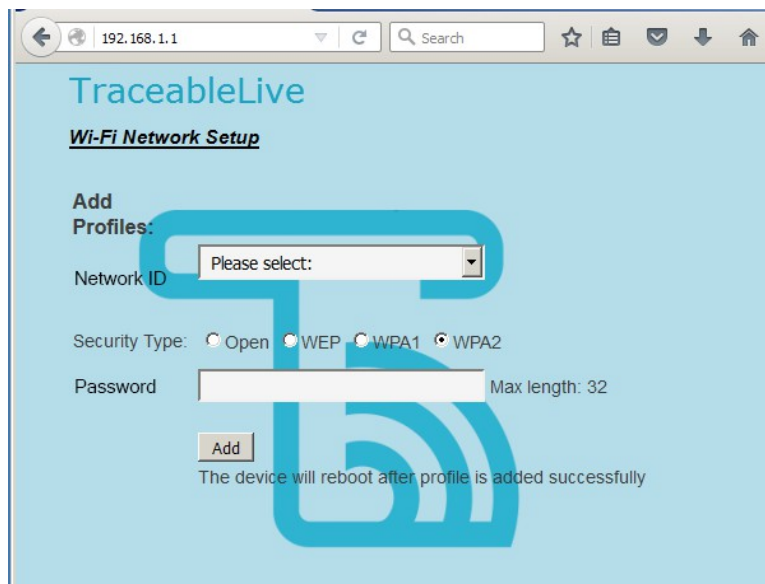 192.168.1.1
Search
TraceableLive
Wi-Fi Network Setup
Add
Profiles:
Network ID
Please select:
Security Type: Open WEP WPA1 WPA2
Password
Max length: 32
Add
The device will reboot after profile is added successfully